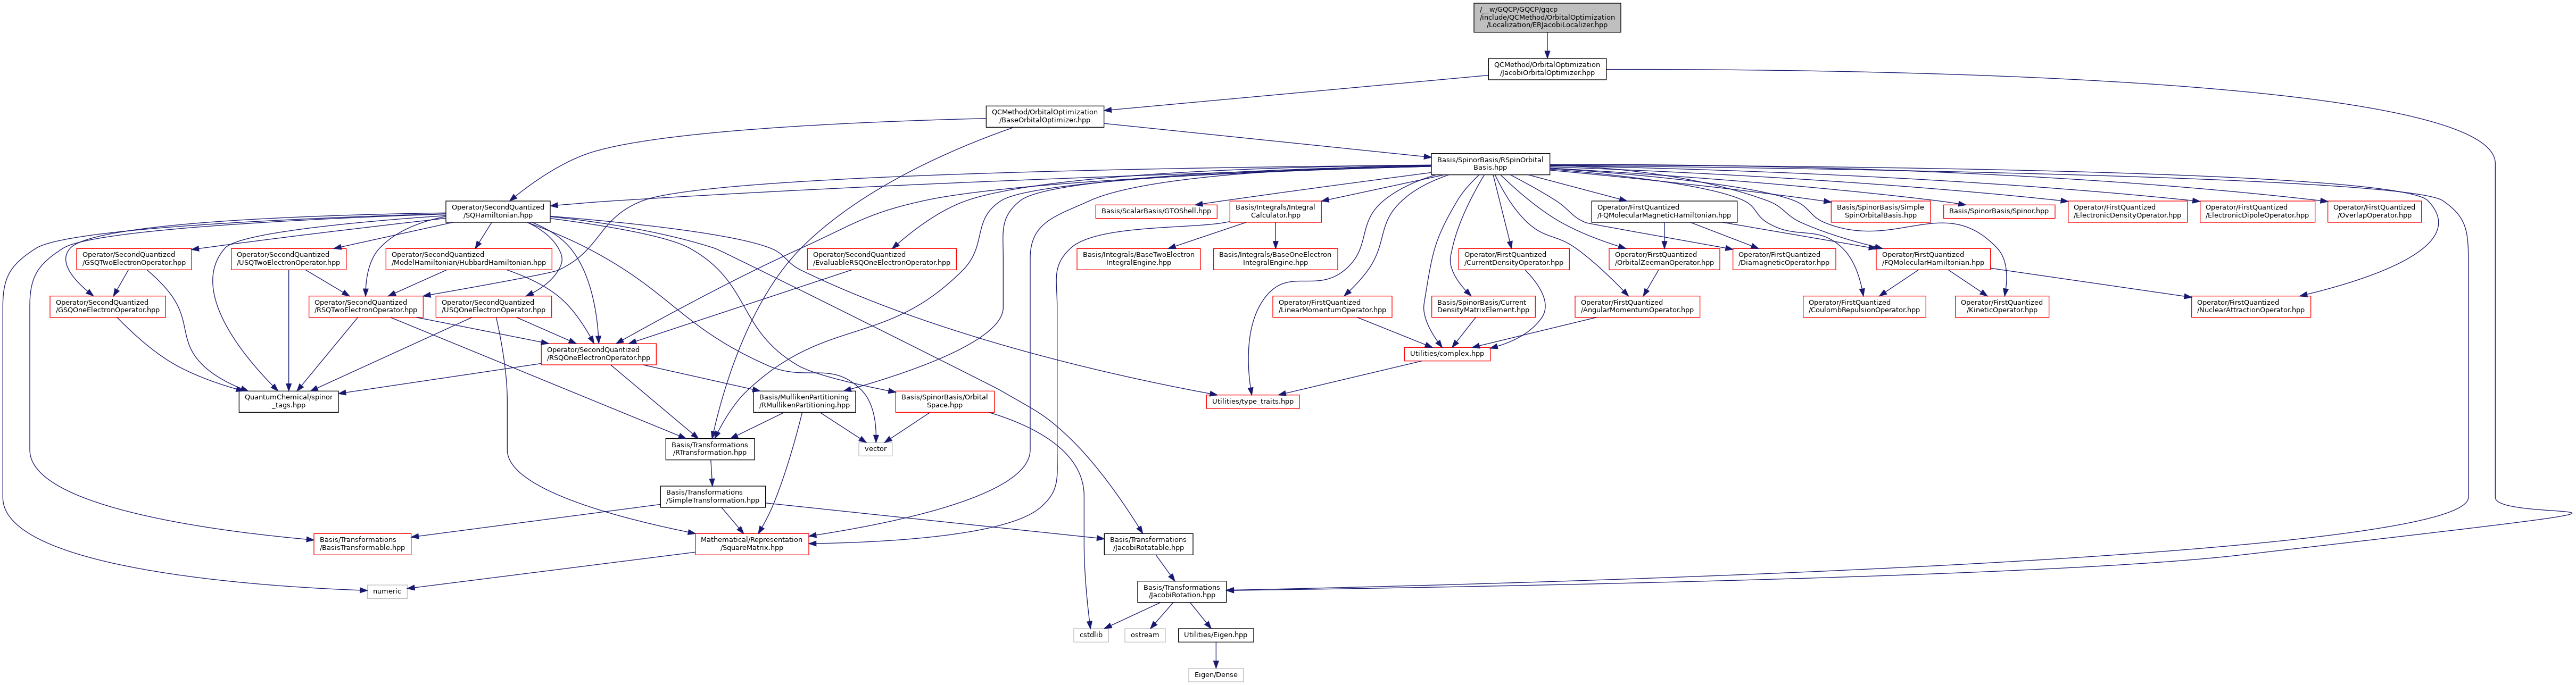 /__w/GQCP/GQCP/gqcp
/include/QCMethod/OrbitalOptimization
/Localization/ERJacobiLocalizer.hpp
QCMethod/OrbitalOptimization
/JacobiOrbitalOptimizer.hpp
QCMethod/OrbitalOptimization
/BaseOrbitalOptimizer.hpp
Basis/SpinorBasis/RSpinOrbital
Basis.hpp
Operator/SecondQuantized
/SQHamiltonian.hpp
Basis/ScalarBasis/GTOShell.hpp
Basis/Integrals/Integral
Calculator.hpp
Operator/FirstQuantized
/FQMolecularMagneticHamiltonian.hpp
Basis/SpinorBasis/Simple
SpinOrbitalBasis.hpp
Basis/SpinorBasis/Spinor.hpp
Operator/FirstQuantized
/ElectronicDensityOperator.hpp
Operator/FirstQuantized
/ElectronicDipoleOperator.hpp
Operator/FirstQuantized
/OverlapOperator.hpp
Operator/SecondQuantized
/GSQTwoElectronOperator.hpp
Operator/SecondQuantized
/USQTwoElectronOperator.hpp
Operator/SecondQuantized
/ModelHamiltonian/HubbardHamiltonian.hpp
Operator/SecondQuantized
/EvaluableRSQOneElectronOperator.hpp
Basis/Integrals/BaseTwoElectron
IntegralEngine.hpp
Basis/Integrals/BaseOneElectron
IntegralEngine.hpp
Operator/FirstQuantized
/CurrentDensityOperator.hpp
Operator/FirstQuantized
/OrbitalZeemanOperator.hpp
Operator/FirstQuantized
/DiamagneticOperator.hpp
Operator/FirstQuantized
/FQMolecularHamiltonian.hpp
Operator/SecondQuantized
/GSQOneElectronOperator.hpp
Operator/SecondQuantized
/RSQTwoElectronOperator.hpp
Operator/SecondQuantized
/USQOneElectronOperator.hpp
Operator/FirstQuantized
/LinearMomentumOperator.hpp
Basis/SpinorBasis/Current
DensityMatrixElement.hpp
Operator/FirstQuantized
/AngularMomentumOperator.hpp
Operator/FirstQuantized
/CoulombRepulsionOperator.hpp
Operator/FirstQuantized
/KineticOperator.hpp
Operator/FirstQuantized
/NuclearAttractionOperator.hpp
Operator/SecondQuantized
/RSQOneElectronOperator.hpp
Utilities/complex.hpp
QuantumChemical/spinor
_tags.hpp
Basis/MullikenPartitioning
/RMullikenPartitioning.hpp
Basis/SpinorBasis/Orbital
Space.hpp
Utilities/type_traits.hpp
Basis/Transformations
/RTransformation.hpp
vector
Basis/Transformations
/SimpleTransformation.hpp
Basis/Transformations
/BasisTransformable.hpp
Mathematical/Representation
/SquareMatrix.hpp
Basis/Transformations
/JacobiRotatable.hpp
numeric
Basis/Transformations
/JacobiRotation.hpp
cstdlib
ostream
Utilities/Eigen.hpp
Eigen/Dense